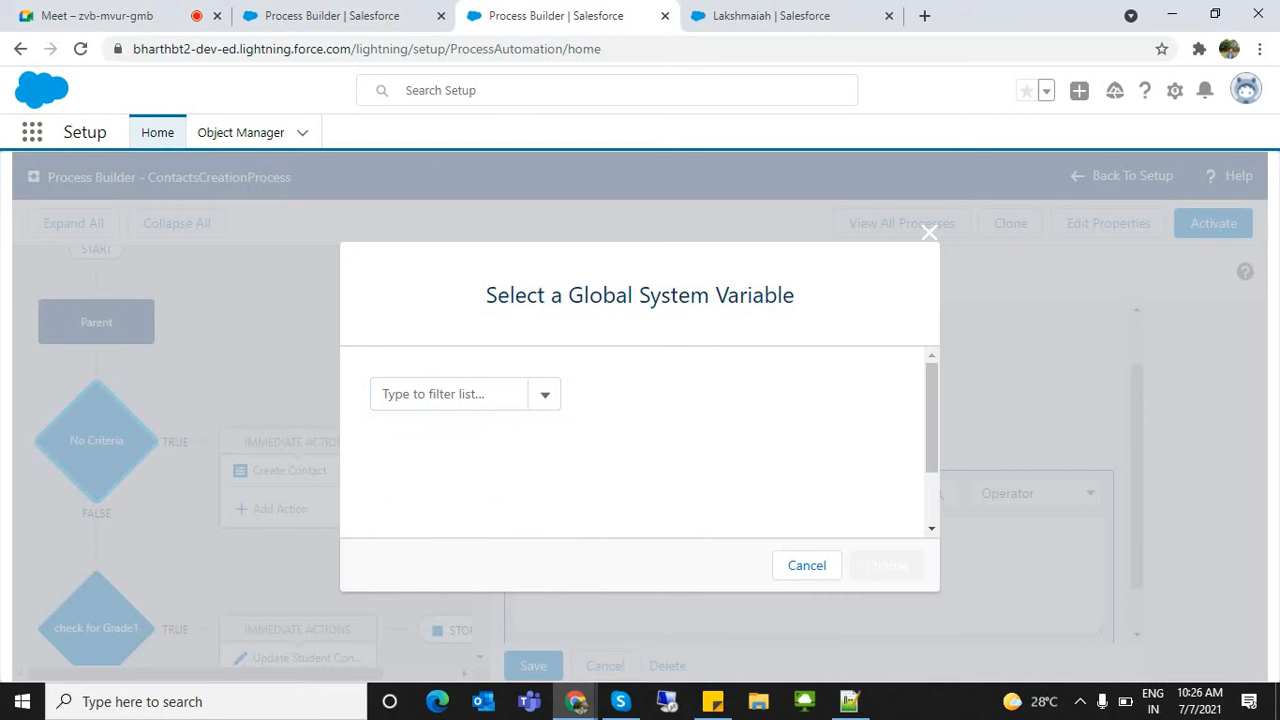 Meet – zvb-mvur-gmb
Process Builder | Salesforce
Process Builder | Salesforce
Lakshmaiah | Salesforce
bharthbt2-dev-ed.lightning.force.com/lightning/setup/ProcessAutomation/home
Search Setup
Setup
Home
Object Manager
Process Builder - ContactsCreationProcess
Back To Setup
Help
Expand All
Collapse All
View All Processes
Clone
Edit Properties
Activate
START
Select a Global System Variable
Parent
Type to filter list...
No Criteria
TRUE
IMMEDIATE ACTIO
Create Contact
Operator
Add Action
FALSE
Cancel
Choose
check for Grade1
TRUE
IMMEDIATE ACTIONS
STOP
Update Student Con...
Save
Cancel
Delete
Type here to search
28°C
ENG
IN
10:26 AM
7/7/2021